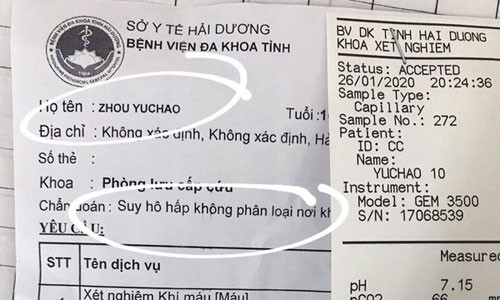 SỞ Y TẾ HẢI DƯƠNG
BỆNH VIỆN ĐA KHOA TỈNH
Họ tên : ZHOU YUCHAO
Tuổi :
Địa chỉ : Không xác định, Không xác định,
Số thẻ :
Khoa : Phòng lưu cấp cứu
Chẩn đoán : Suy hô hấp không phân loại nơi
YÊU CẦU:
STT Tên dịch vụ
Xét nghiệm Khí máu [Máu]
BV DK TINH HAI DUONG
KHOA XET NGHIEM
Status: ACCEPTED
26/01/2020 20:24:36
Sample Type:
Capillary
Sample No.: 272
Patient:
ID: CC
Name:
YUCHAO 10
Instrument:
Model: GEM 3500
S/N: 17068539
Measured
pH 7.15
pCO2 66